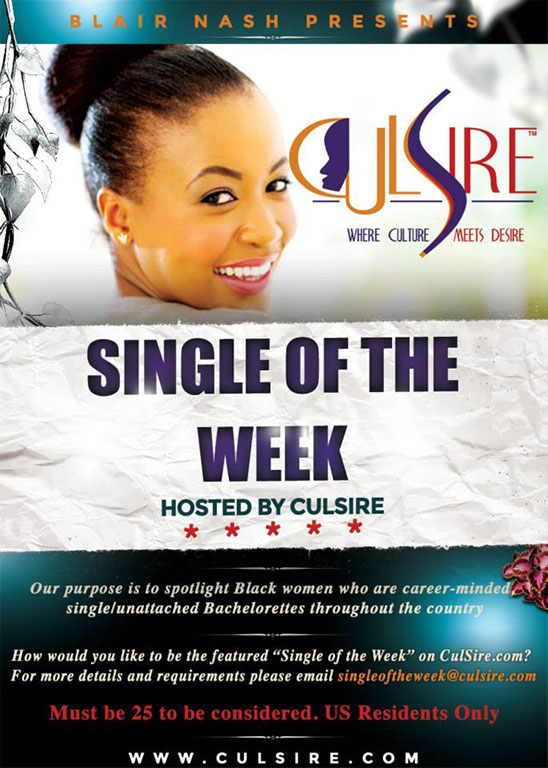 BLAIR NASH PRESENTS
CULSIRE™
WHERE CULTURE MEETS DESIRE
SINGLE OF THE
WEEK
HOSTED BY CULSIRE
* * * * *
Our purpose is to spotlight Black women who are career-minded,
single/unattached Bachelorettes throughout the country
How would you like to be the featured “Single of the Week” on CulSire.com?
For more details and requirements please email singleoftheweek@culsire.com
Must be 25 to be considered. US Residents Only
WWW.CULSIRE.COM